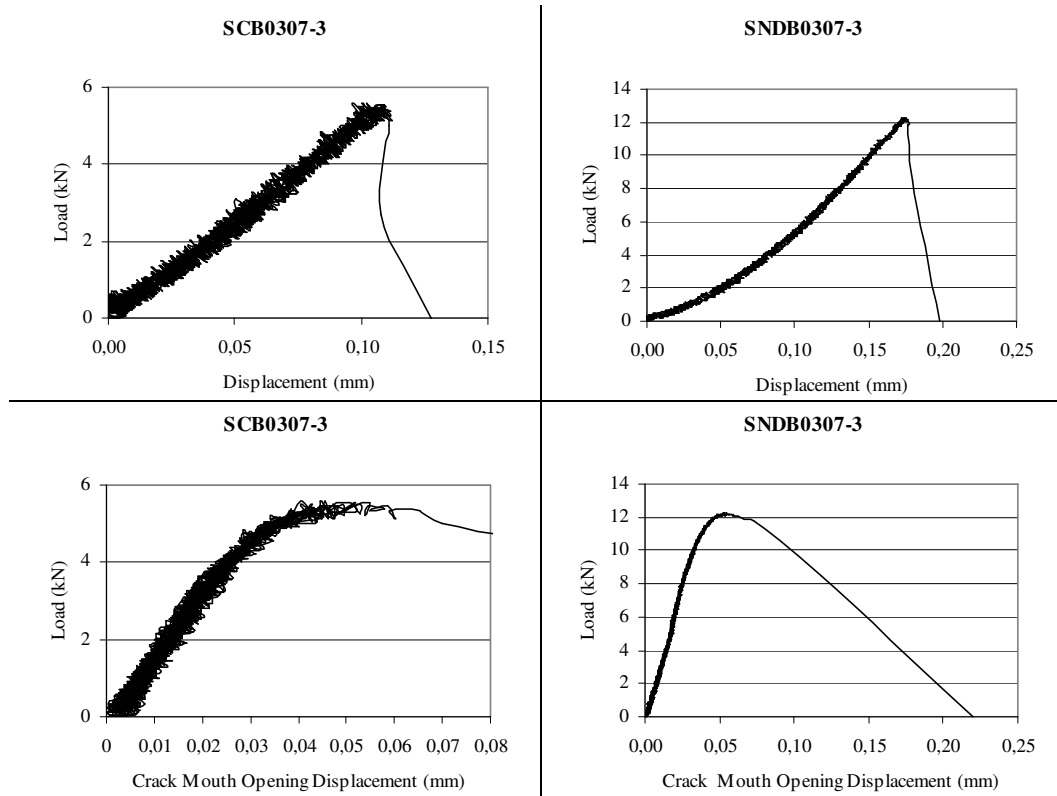 SCB0307-3
6
4
2
0
Load (kN)
0,00 0,05 0,10 0,15
Displacement (mm)
SNDB0307-3
14
12
10
8
6
4
2
0
Load (kN)
0,00 0,05 0,10 0,15 0,20 0,25
Displacement (mm)
SCB0307-3
6
4
2
0
Load (kN)
0 0,01 0,02 0,03 0,04 0,05 0,06 0,07 0,08
Crack Mouth Opening Displacement (mm)
SNDB0307-3
14
12
10
8
6
4
2
0
Load (kN)
0,00 0,05 0,10 0,15 0,20 0,25
Crack Mouth Opening Displacement (mm)